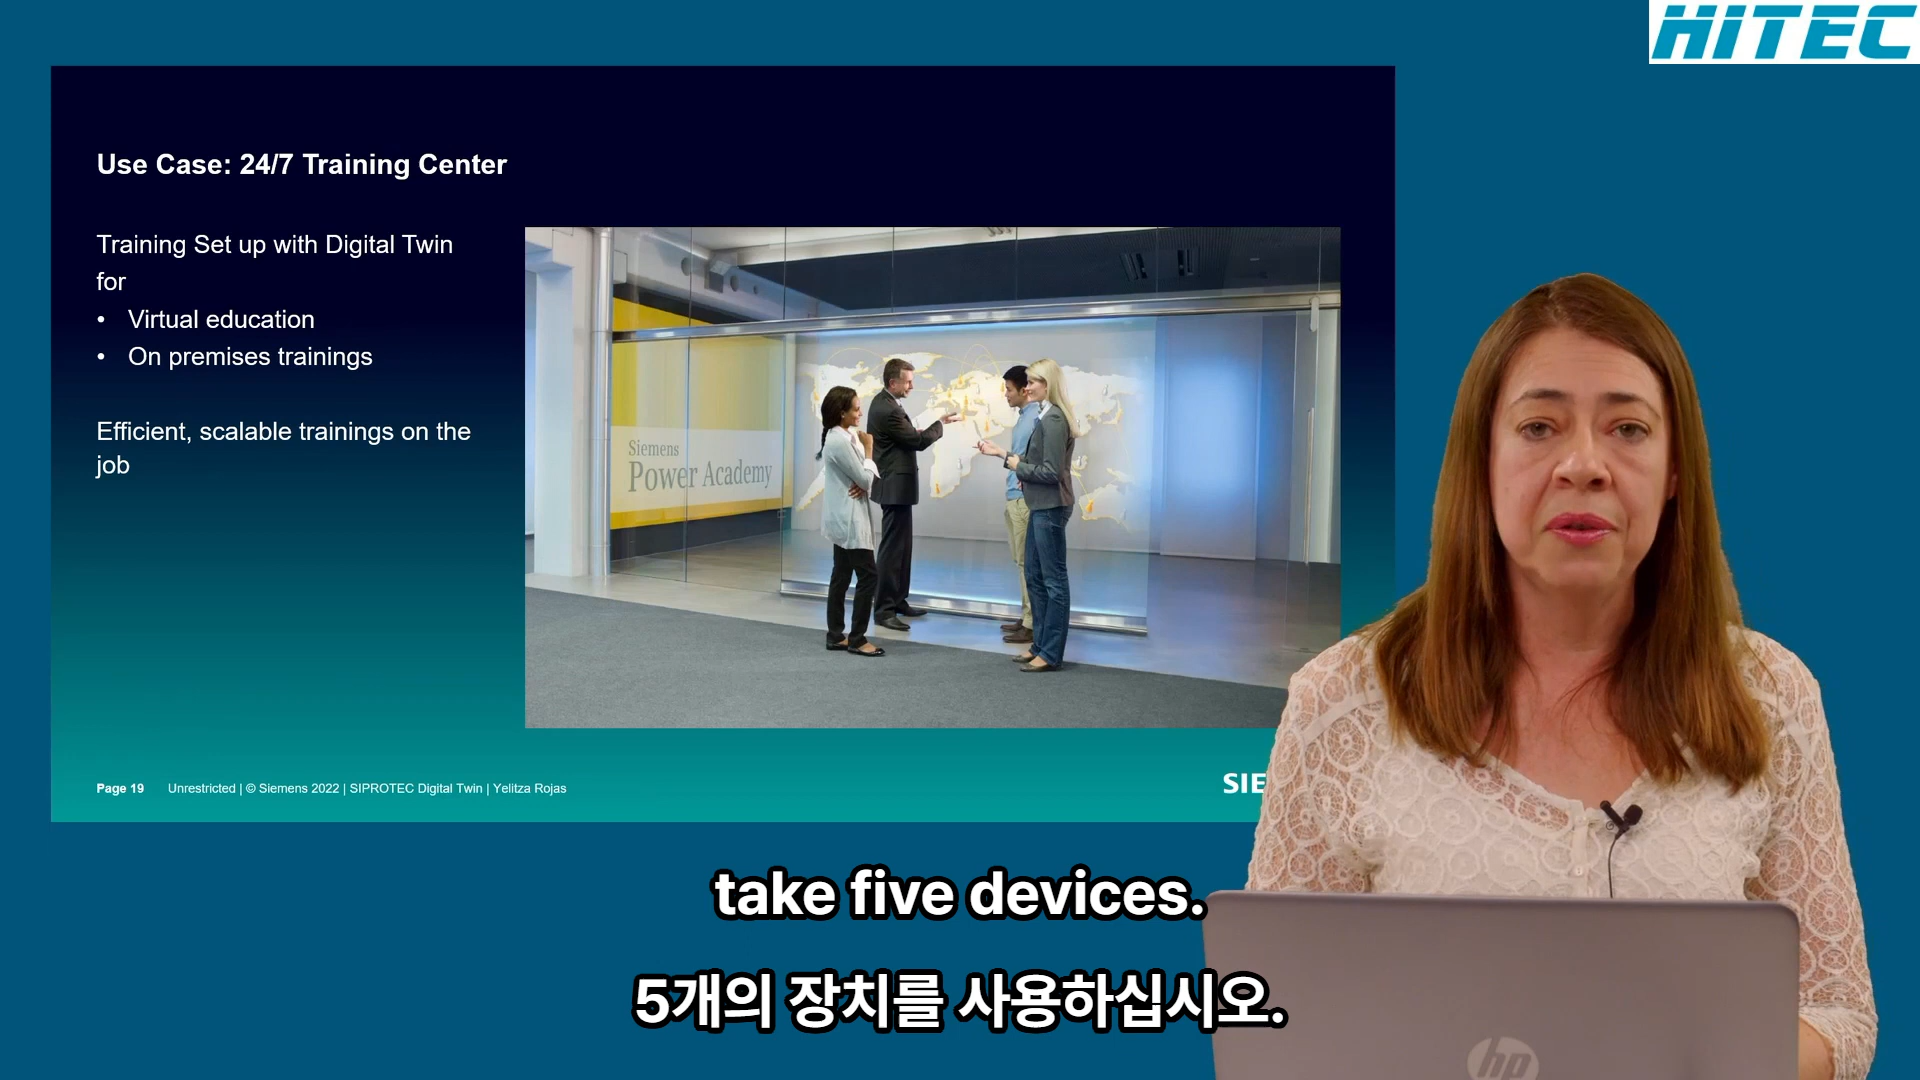 HiTEC
Use Case: 24/7 Training Center
Training Set up with Digital Twin
for
• Virtual education
• On premises trainings
Efficient, scalable trainings on the
job
Siemens
Power Academy
Page 19 Unrestricted | © Siemens 2022 | SIPROTEC Digital Twin | Yelitza Rojas
SIE
take five devices.
5개의 장치를 사용하십시오.
hp